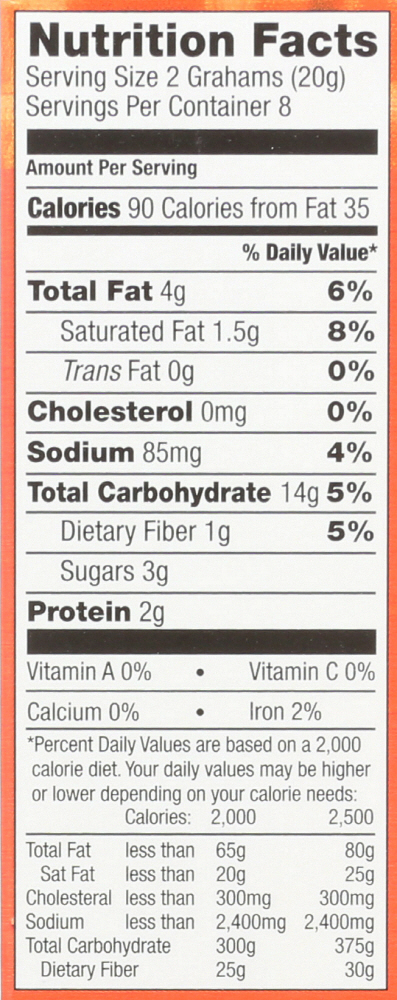 Nutrition Facts
Serving Size 2 Grahams (20g)
Servings Per Container 8
Amount Per Serving
Calories 90 Calories from Fat 35
% Daily Value*
Total Fat 4g 6%
Saturated Fat 1.5g 8%
Trans Fat 0g 0%
Cholesterol 0mg 0%
Sodium 85mg 4%
Total Carbohydrate 14g 5%
Dietary Fiber 1g 5%
Sugars 3g
Protein 2g
Vitamin A 0% • Vitamin C 0%
Calcium 0% • Iron 2%
*Percent Daily Values are based on a 2,000
calorie diet. Your daily values may be higher
or lower depending on your calorie needs:
Calories: 2,000 2,500
Total Fat less than 65g 80g
Sat Fat less than 20g 25g
Cholesteral less than 300mg 300mg
Sodium less than 2,400mg 2,400mg
Total Carbohydrate 300g 375g
Dietary Fiber 25g 30g